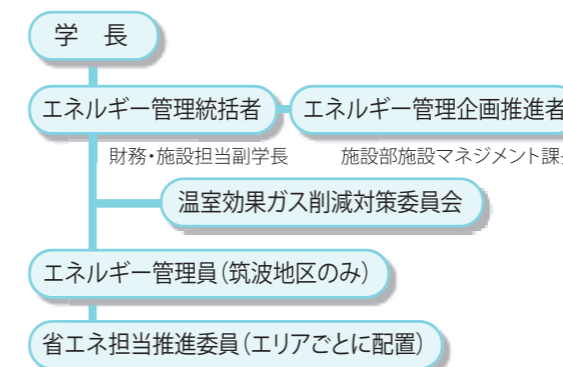 学　長
エネルギー管理統括者
エネルギー管理企画推進者
財務・施設担当副学長
施設部施設マネジメント課
温室効果ガス削減対策委員会
エネルギー管理員（筑波地区のみ）
省エネ担当推進委員（エリアごとに配置）